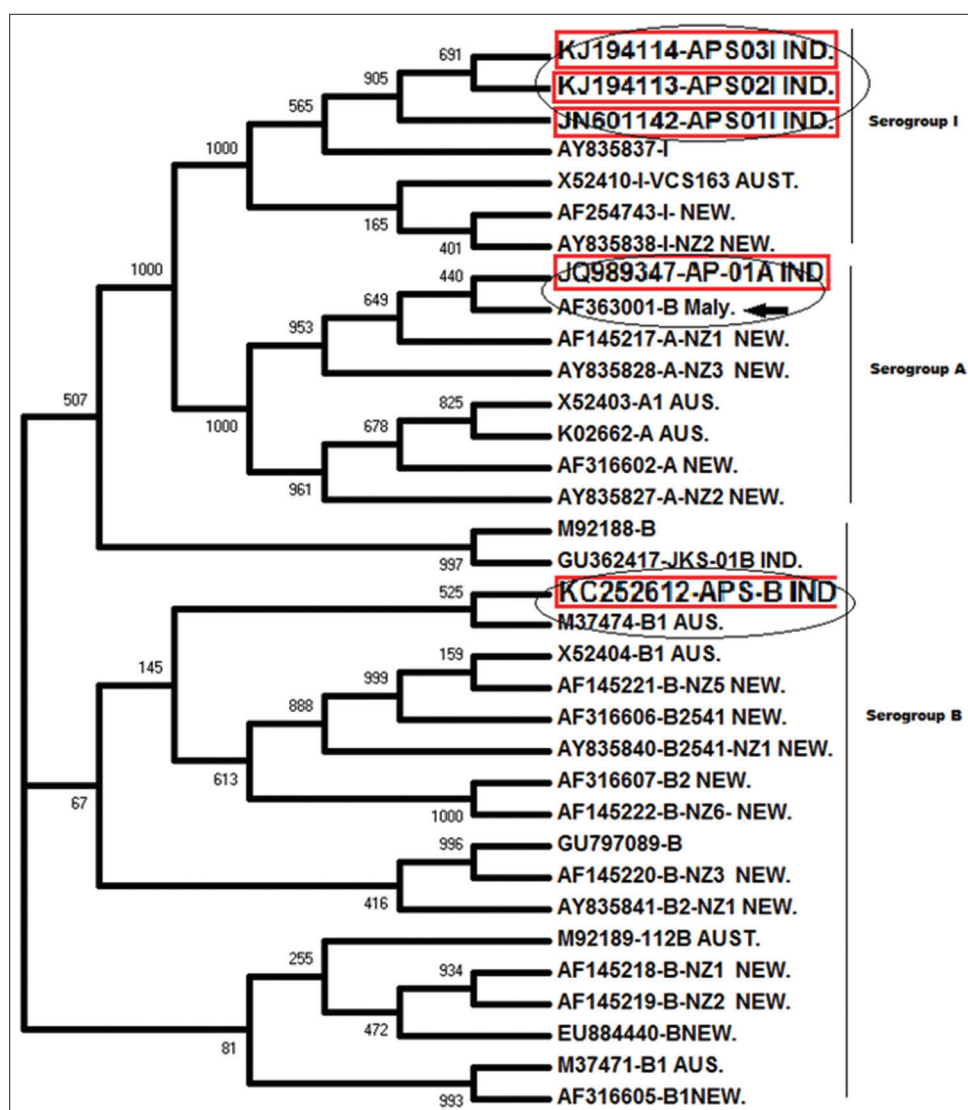 KJ194114-APS03I IND.
691
KJ194113-APS02I IND.
905
JN601142-APS01I IND.
Serogroup I
565
AY835837-I
1000
X52410-I-VCS163 AUST.
165
AF254743-I- NEW.
401
AY835838-I-NZ2 NEW.
1000
JQ989347-AP-01A IND.
440
AF363001-B Maly.
649
AF145217-A-NZ1 NEW.
953
AY835828-A-NZ3 NEW.
Serogroup A
507
825
X52403-A1 AUS.
1000
678
K02662-A AUS.
AF316602-A NEW.
961
AY835827-A-NZ2 NEW.
M92188-B
997
GU362417-JKS-01B IND.
525
KC252612-APS-B IND
M37474-B1 AUS.
145
159
X52404-B1 AUS.
999
AF145221-B-NZ5 NEW.
888
AF316606-B2541 NEW.
Serogroup B
AY835840-B2541-NZ1 NEW.
613
AF316607-B2 NEW.
67
1000
AF145222-B-NZ6- NEW.
996
GU797089-B
AF145220-B-NZ3 NEW.
416
AY835841-B2-NZ1 NEW.
M92189-112B AUST.
255
934
AF145218-B-NZ1 NEW.
AF145219-B-NZ2 NEW.
472
EU884440-BNEW.
81
M37471-B1 AUS.
993
AF316605-B1NEW.